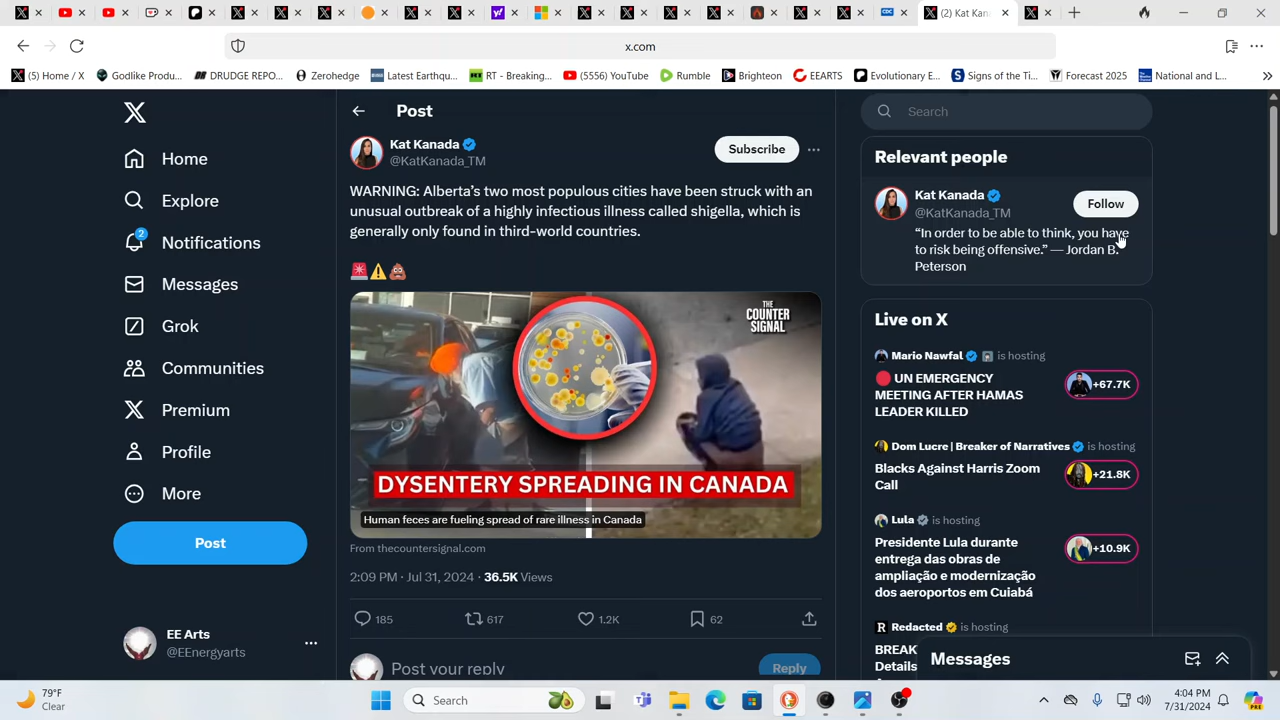 (2) Kat Kan
x.com
(5) Home / X
Godlike Produ...
DRUDGE REPO...
Zerohedge
Latest Earthqu...
RT - Breaking...
(5556) YouTube
Rumble
Brighteon
EEARTS
Evolutionary E...
Signs of the Ti...
Forecast 2025
National and L...
Home
Explore
2
Notifications
Messages
Grok
Communities
Premium
Profile
More
Post
EE Arts
@EEnergyarts
Post
Kat Kanada
@KatKanada_TM
Subscribe
WARNING: Alberta’s two most populous cities have been struck with an
unusual outbreak of a highly infectious illness called shigella, which is
generally only found in third-world countries.
🚨⚠️💩
THE
COUNTER
SIGNAL
DYSENTERY SPREADING IN CANADA
Human feces are fueling spread of rare illness in Canada
From thecountersignal.com
2:09 PM · Jul 31, 2024 · 36.5K Views
185 617 1.2K 62
Post your reply
Reply
Search
Relevant people
Kat Kanada
@KatKanada_TM
Follow
“In order to be able to think, you have
to risk being offensive.” — Jordan B.
Peterson
Live on X
Mario Nawfal is hosting
UN EMERGENCY
MEETING AFTER HAMAS
LEADER KILLED
+67.7K
Dom Lucre | Breaker of Narratives is hosting
Blacks Against Harris Zoom
Call
+21.8K
Lula is hosting
Presidente Lula durante
entrega das obras de
ampliação e modernização
dos aeroportos em Cuiabá
+10.9K
Redacted is hosting
BREAK
Details
Messages
79°F
Clear
Search
4:04 PM
7/31/2024